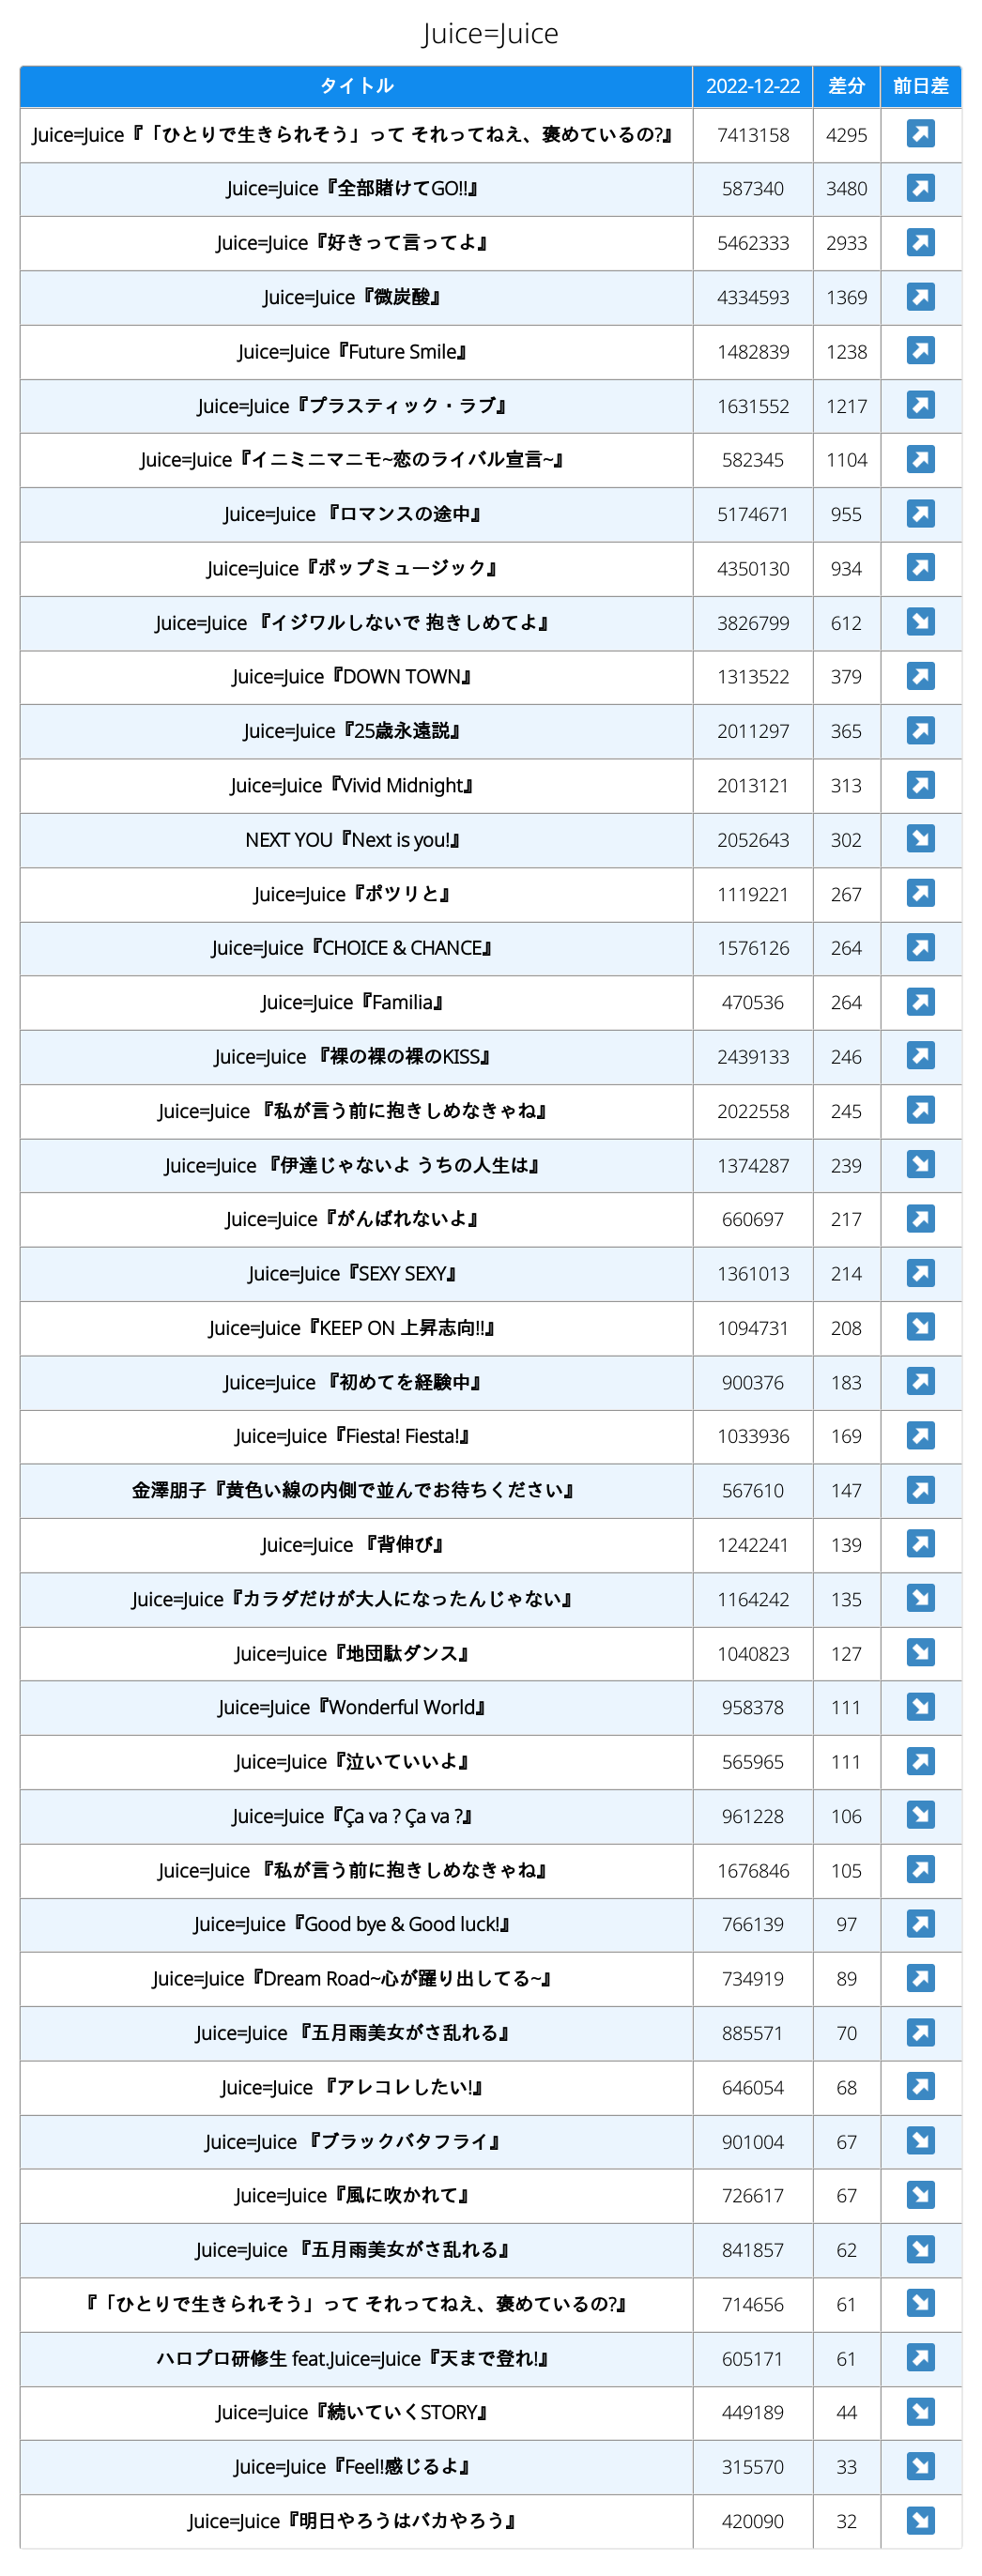 Juice=Juice
タイトル 2022-12-22 差分 前日差
Juice=Juice『「ひとりで生きられそう」って それってねえ、褒めているの?』 7413158 4295 ↗
Juice=Juice『全部賭けてGO!!』 587340 3480 ↗
Juice=Juice『好きって言ってよ』 5462333 2933 ↗
Juice=Juice『微炭酸』 4334593 1369 ↗
Juice=Juice『Future Smile』 1482839 1238 ↗
Juice=Juice『プラスティック・ラブ』 1631552 1217 ↗
Juice=Juice『イニミニマニモ~恋のライバル宣言~』 582345 1104 ↗
Juice=Juice 『ロマンスの途中』 5174671 955 ↗
Juice=Juice『ポップミュージック』 4350130 934 ↗
Juice=Juice 『イジワルしないで 抱きしめてよ』 3826799 612 ↘
Juice=Juice『DOWN TOWN』 1313522 379 ↗
Juice=Juice『25歳永遠説』 2011297 365 ↗
Juice=Juice『Vivid Midnight』 2013121 313 ↗
NEXT YOU『Next is you!』 2052643 302 ↘
Juice=Juice『ポツリと』 1119221 267 ↗
Juice=Juice『CHOICE & CHANCE』 1576126 264 ↗
Juice=Juice『Familia』 470536 264 ↗
Juice=Juice 『裸の裸の裸のKISS』 2439133 246 ↗
Juice=Juice 『私が言う前に抱きしめなきゃね』 2022558 245 ↗
Juice=Juice 『伊達じゃないよ うちの人生は』 1374287 239 ↘
Juice=Juice『がんばれないよ』 660697 217 ↗
Juice=Juice『SEXY SEXY』 1361013 214 ↗
Juice=Juice『KEEP ON 上昇志向!!』 1094731 208 ↘
Juice=Juice 『初めてを経験中』 900376 183 ↗
Juice=Juice『Fiesta! Fiesta!』 1033936 169 ↗
金澤朋子『黄色い線の内側で並んでお待ちください』 567610 147 ↗
Juice=Juice 『背伸び』 1242241 139 ↗
Juice=Juice『カラダだけが大人になったんじゃない』 1164242 135 ↘
Juice=Juice『地団駄ダンス』 1040823 127 ↘
Juice=Juice『Wonderful World』 958378 111 ↘
Juice=Juice『泣いていいよ』 565965 111 ↗
Juice=Juice『Ça va ? Ça va ?』 961228 106 ↘
Juice=Juice 『私が言う前に抱きしめなきゃね』 1676846 105 ↗
Juice=Juice『Good bye & Good luck!』 766139 97 ↗
Juice=Juice『Dream Road~心が躍り出してる~』 734919 89 ↗
Juice=Juice 『五月雨美女がさ乱れる』 885571 70 ↗
Juice=Juice 『アレコレしたい!』 646054 68 ↗
Juice=Juice 『ブラックバタフライ』 901004 67 ↘
Juice=Juice『風に吹かれて』 726617 67 ↘
Juice=Juice 『五月雨美女がさ乱れる』 841857 62 ↘
『「ひとりで生きられそう」って それってねえ、褒めているの?』 714656 61 ↘
ハロプロ研修生 feat.Juice=Juice『天まで登れ!』 605171 61 ↗
Juice=Juice『続いていくSTORY』 449189 44 ↘
Juice=Juice『Feel!感じるよ』 315570 33 ↘
Juice=Juice『明日やろうはバカやろう』 420090 32 ↘